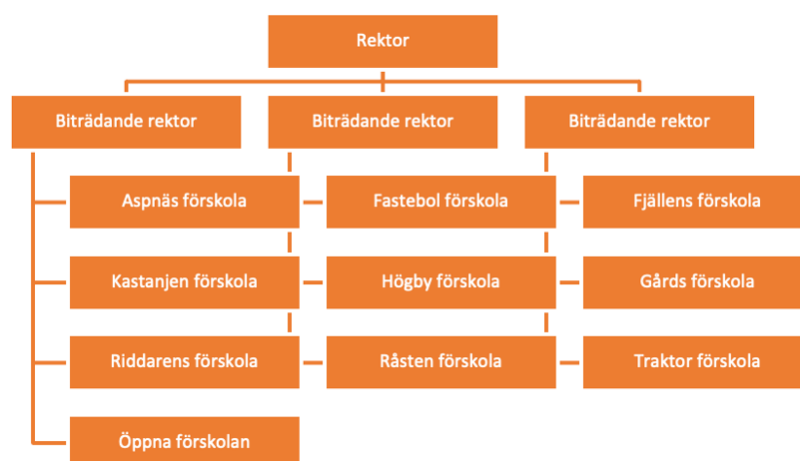 Rektor
Biträdande rektor
Biträdande rektor
Biträdande rektor
Aspnäs förskola
Fastebol förskola
Fjällens förskola
Kastanjen förskola
Högby förskola
Gårds förskola
Riddarens förskola
Råsten förskola
Traktor förskola
Öppna förskolan